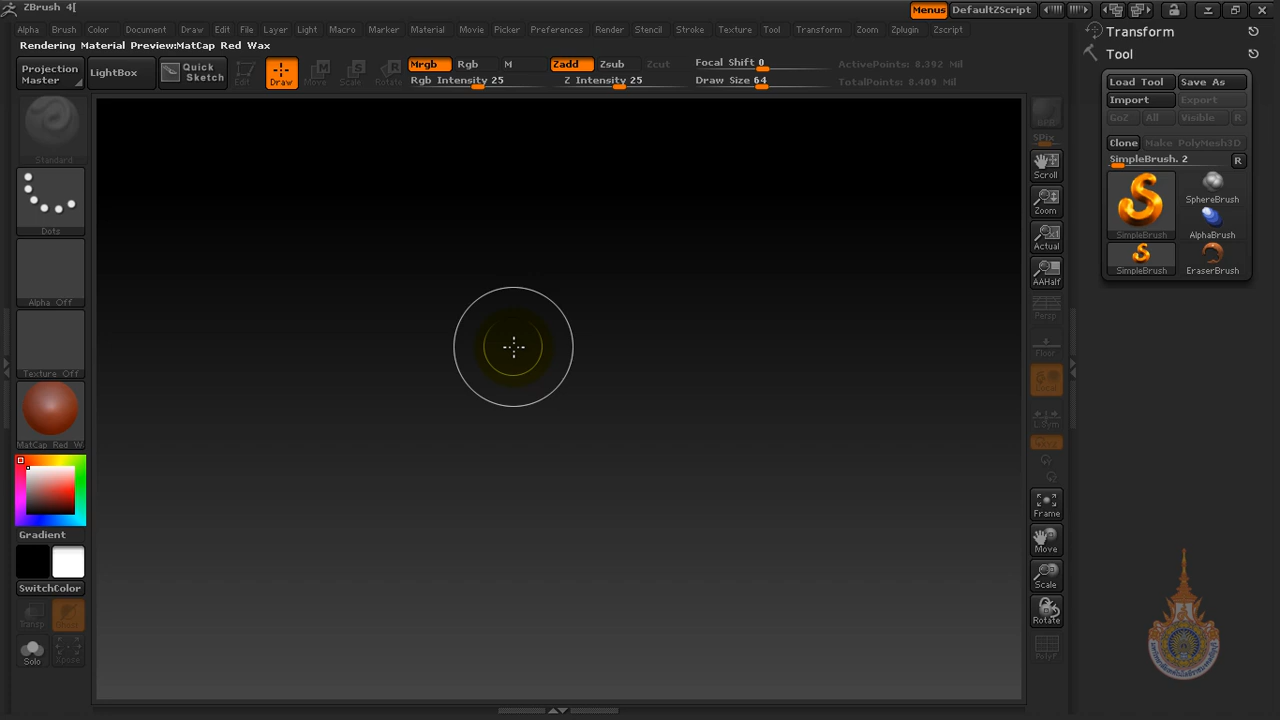 ZBrush 4[
Menus DefaultZScript
Alpha Brush Color Document Draw Edit File Layer Light Macro Marker Material Movie Picker Preferences Render Stencil Stroke Texture Tool Transform Zoom Zplugin Zscript
Rendering Material Preview:MatCap Red Wax
Projection
Master
LightBox
Quick
Sketch
Edit
Draw
Move
Scale
Rotate
Mrgb Rgb M
Rgb Intensity 25
Zadd Zsub Zcut
Z Intensity 25
Focal Shift 0
Draw Size 64
ActivePoints: 8.392 Mil
TotalPoints: 8.409 Mil
Standard
Dots
Alpha Off
Texture Off
MatCap Red W
Gradient
SwitchColor
Transp
Ghost
Solo
Xpose
BPR
SPix
Scroll
Zoom
Actual
AAHalf
Persp
Floor
Local
L.Sym
Frame
Move
Scale
Rotate
PolyF
Transform
Tool
Load Tool Save As
Import Export
GoZ All Visible R
Clone Make PolyMesh3D
SimpleBrush. 2 R
SimpleBrush
SphereBrush
AlphaBrush
SimpleBrush
EraserBrush